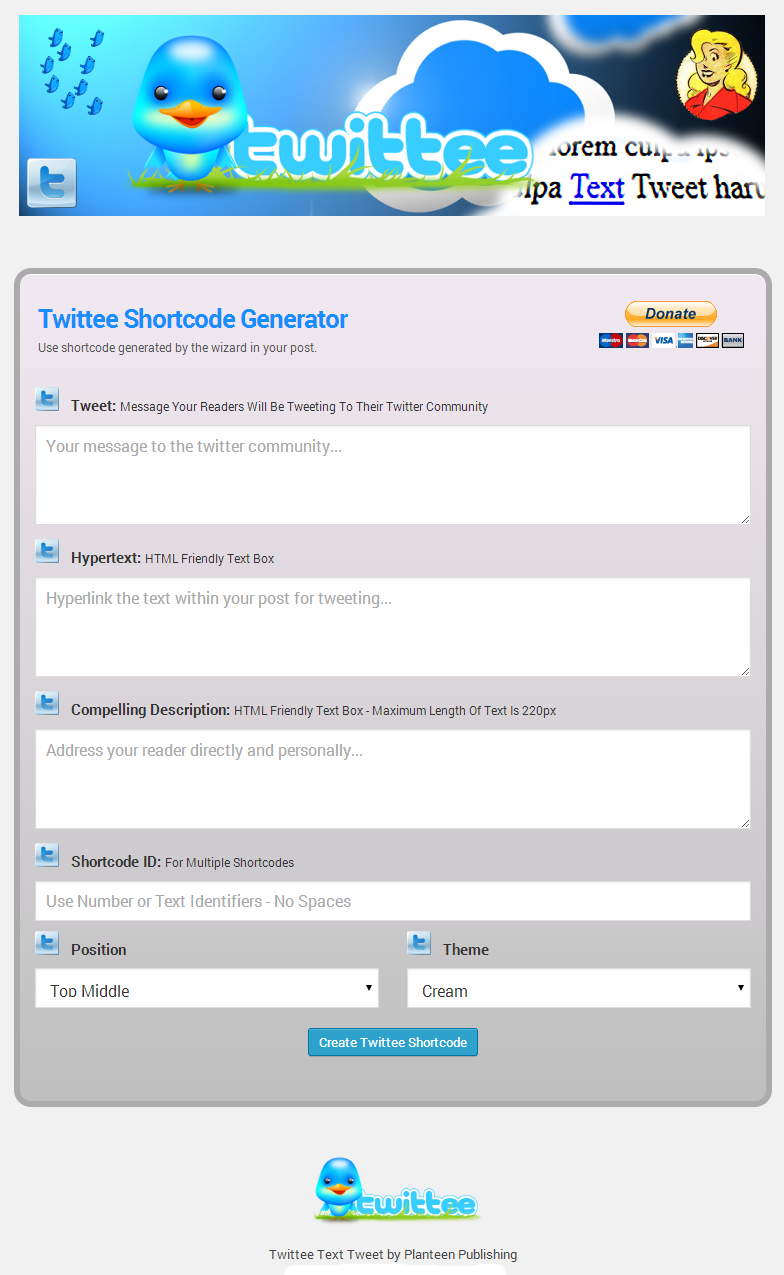 twittee
lorem culpa ips
ulpa Text Tweet haru
Twittee Shortcode Generator
Donate
Use shortcode generated by the wizard in your post.
VISA
BANK
Tweet: Message Your Readers Will Be Tweeting To Their Twitter Community
Your message to the twitter community...
Hypertext: HTML Friendly Text Box
Hyperlink the text within your post for tweeting...
Compelling Description: HTML Friendly Text Box - Maximum Length Of Text Is 220px
Address your reader directly and personally...
Shortcode ID: For Multiple Shortcodes
Use Number or Text Identifiers - No Spaces
Position
Theme
Top Middle
Cream
Create Twittee Shortcode
twittee
Twittee Text Tweet by Planteen Publishing